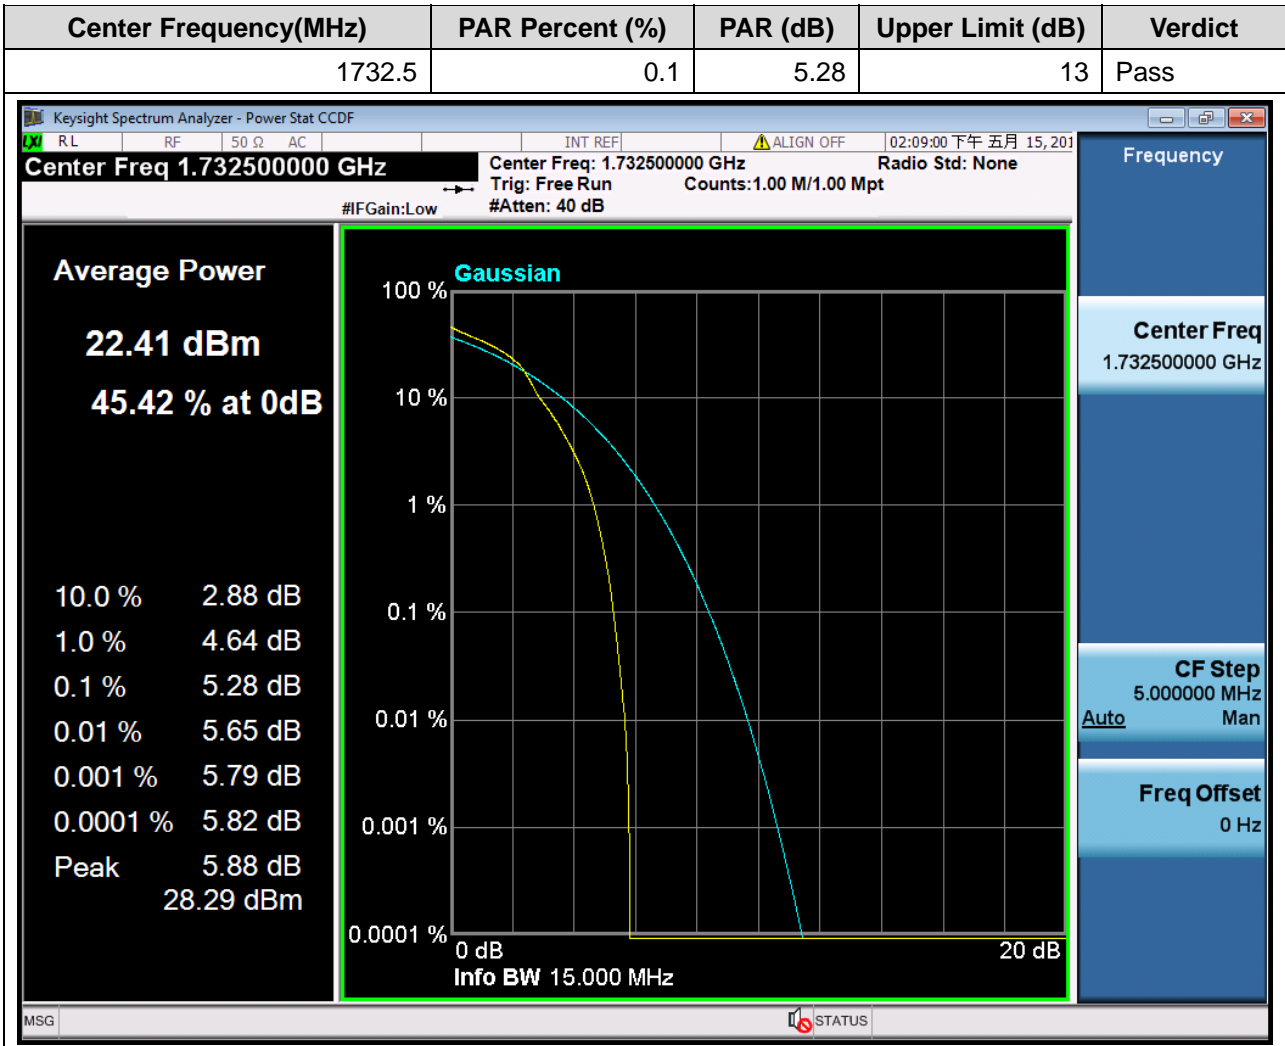 Center Frequency(MHz) PAR Percent (%) PAR (dB) Upper Limit (dB) Verdict
1732.5 0.1 5.28 13 Pass
Keysight Spectrum Analyzer - Power Stat CCDF
LXI RL RF 50 Ω AC INT REF ALIGN OFF 02:09:00 下午 五月 15, 201
Center Freq 1.732500000 GHz
Center Freq: 1.732500000 GHz Radio Std: None
Trig: Free Run Counts:1.00 M/1.00 Mpt
#IFGain:Low #Atten: 40 dB
Average Power
22.41 dBm
45.42 % at 0dB
10.0 % 2.88 dB
1.0 % 4.64 dB
0.1 % 5.28 dB
0.01 % 5.65 dB
0.001 % 5.79 dB
0.0001 % 5.82 dB
Peak 5.88 dB
28.29 dBm
Gaussian
100 %
10 %
1 %
0.1 %
0.01 %
0.001 %
0.0001 %
0 dB 20 dB
Info BW 15.000 MHz
Frequency
Center Freq
1.732500000 GHz
CF Step
5.000000 MHz
Auto Man
Freq Offset
0 Hz
MSG STATUS